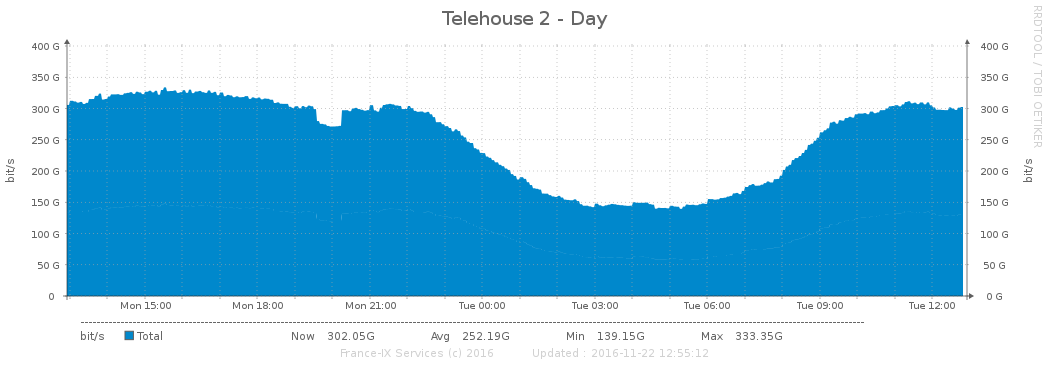 Telehouse 2 - Day
RRDTOOL / TOBI OETIKER
400 G 400 G
350 G 350 G
300 G 300 G
250 G 250 G
200 G 200 G
150 G 150 G
100 G 100 G
50 G 50 G
0 0 G
bit/s bit/s
Mon 15:00 Mon 18:00 Mon 21:00 Tue 00:00 Tue 03:00 Tue 06:00 Tue 09:00 Tue 12:00
bit/s Total Now 302.05G Avg 252.19G Min 139.15G Max 333.35G
France-IX Services (c) 2016 Updated : 2016-11-22 12:55:12